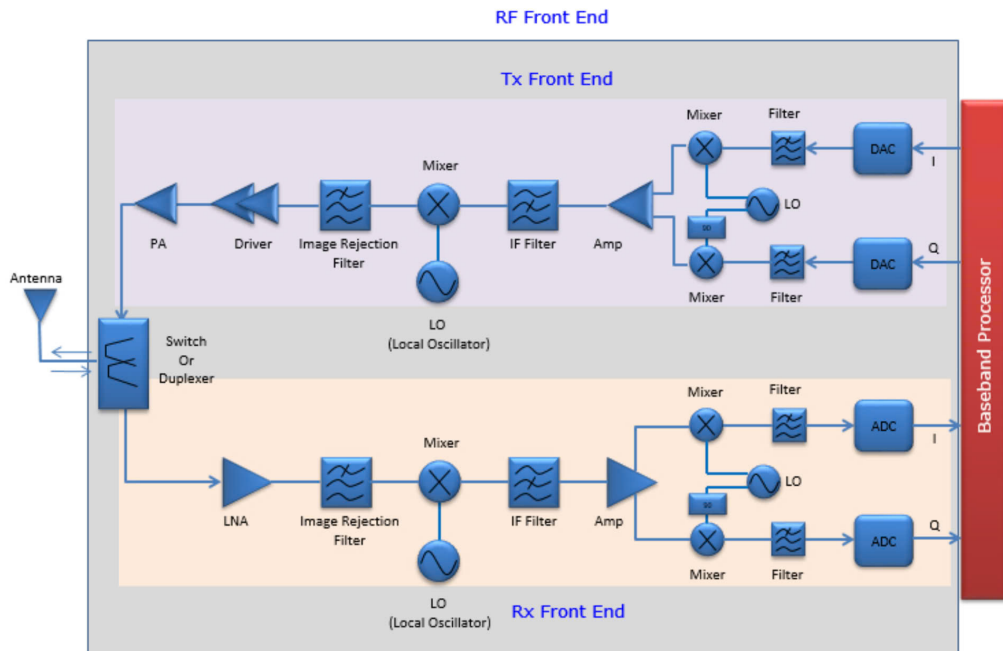 RF Front End
Tx Front End
Mixer
Filter
DAC
I
Mixer
LO
PA
Driver
Image Rejection
Filter
IF Filter
Amp
90
Q
DAC
Mixer
Filter
LO
(Local Oscillator)
Antenna
Switch
Or
Duplexer
Baseband Processor
Mixer
Filter
ADC
I
Mixer
LO
LNA
Image Rejection
Filter
IF Filter
Amp
90
Q
ADC
Mixer
Filter
LO
(Local Oscillator)
Rx Front End